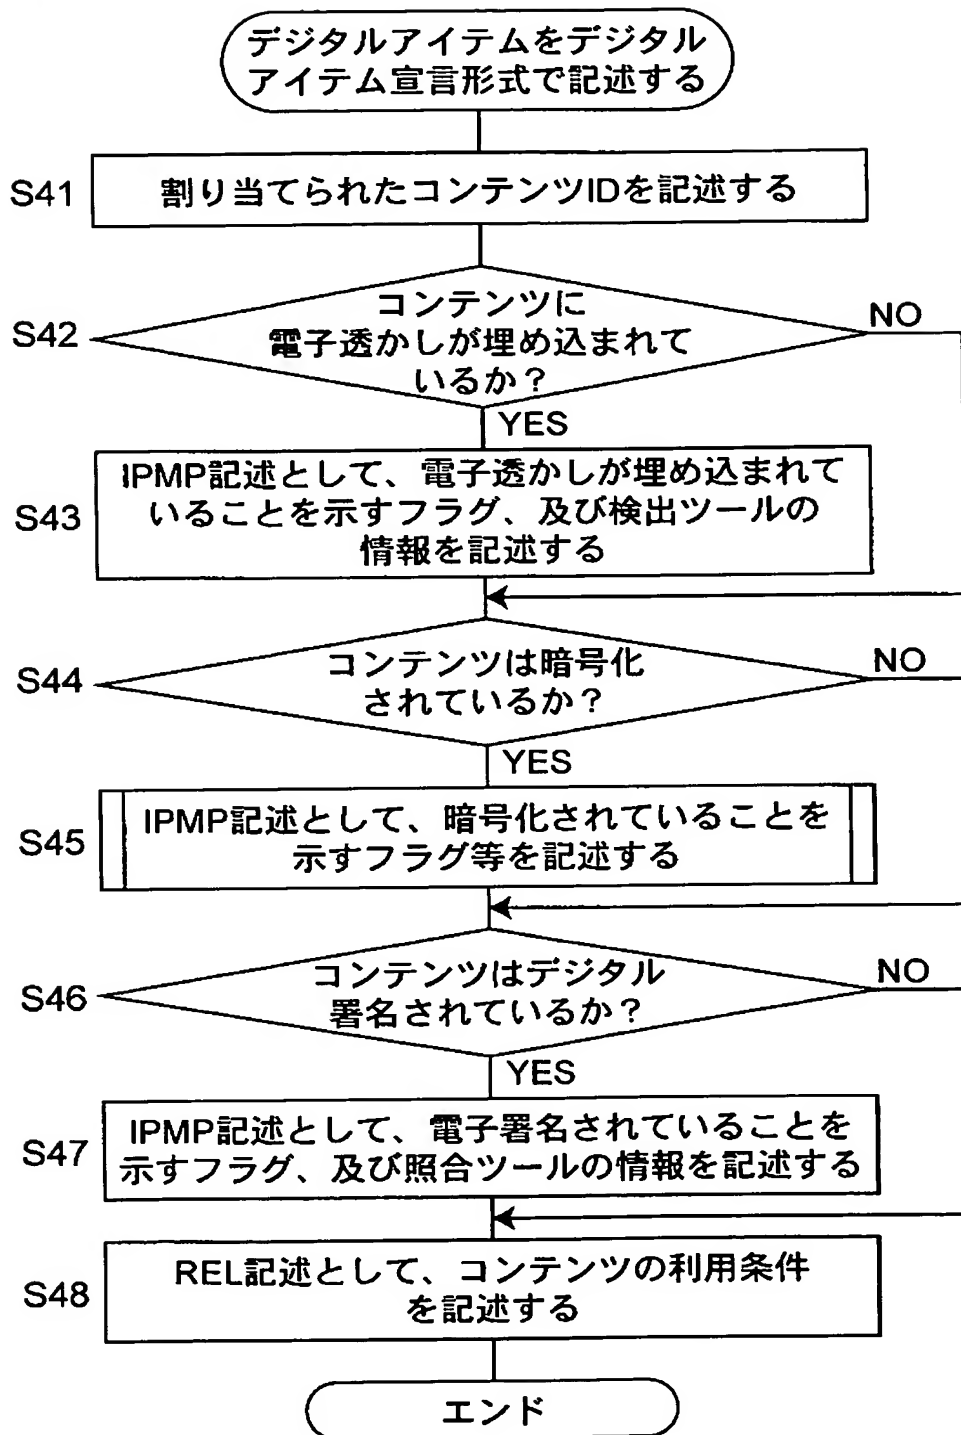 デジタルアイテムをデジタル
アイテム宣言形式で記述する
S41
割り当てられたコンテンツIDを記述する
S42
コンテンツに
電子透かしが埋め込まれて
いるか？
NO
YES
S43
IPMP記述として、電子透かしが埋め込まれて
いることを示すフラグ、及び検出ツールの
情報を記述する
S44
コンテンツは暗号化
されているか？
NO
YES
S45
IPMP記述として、暗号化されていることを
示すフラグ等を記述する
S46
コンテンツはデジタル
署名されているか？
NO
YES
S47
IPMP記述として、電子署名されていることを
示すフラグ、及び照合ツールの情報を記述する
S48
REL記述として、コンテンツの利用条件
を記述する
エンド